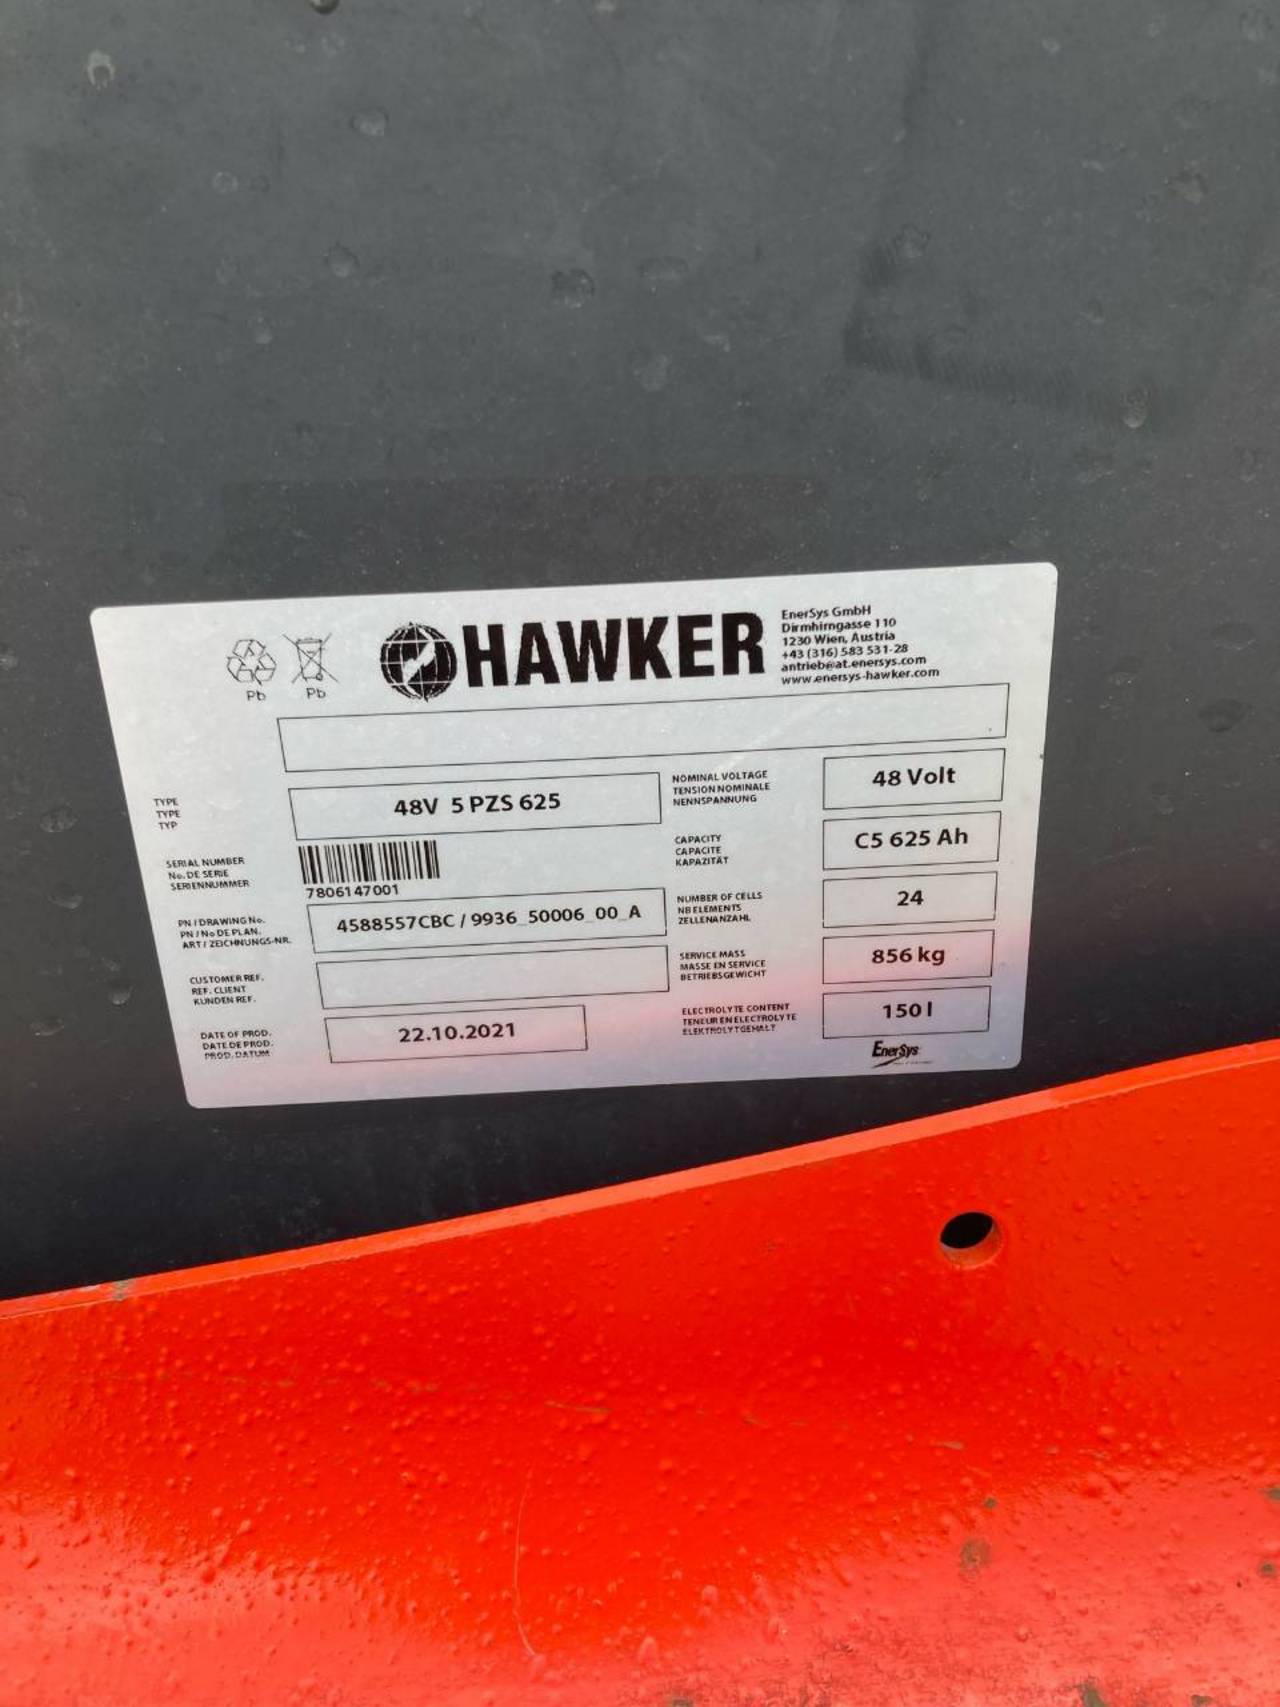 Pb
Pb
HAWKER
EnerSys GmbH
Dirmhirngasse 110
1230 Wien, Austria
+43 (316) 583 531-28
antrieb@at.enersys.com
www.enersys-hawker.com
TYPE
TYPE
TYP
48V 5 PZS 625
NOMINAL VOLTAGE
TENSION NOMINALE
NENNSPANNUNG
48 Volt
SERIAL NUMBER
No. DE SERIE
SERIENNUMMER
7806147001
CAPACITY
CAPACITE
KAPAZITÄT
C5 625 Ah
PN / DRAWING No.
PN / No DE PLAN.
ART / ZEICHNUNGS-NR.
4588557CBC / 9936_50006_00_A
NUMBER OF CELLS
NB ELEMENTS
ZELLENANZAHL
24
CUSTOMER REF.
REF. CLIENT
KUNDEN REF.
SERVICE MASS
MASSE EN SERVICE
BETRIEBSGEWICHT
856 kg
DATE OF PROD.
DATE DE PROD.
PROD. DATUM
22.10.2021
ELECTROLYTE CONTENT
TENEUR EN ELECTROLYTE
ELEKTROLYTGEHALT
150 l
EnerSys